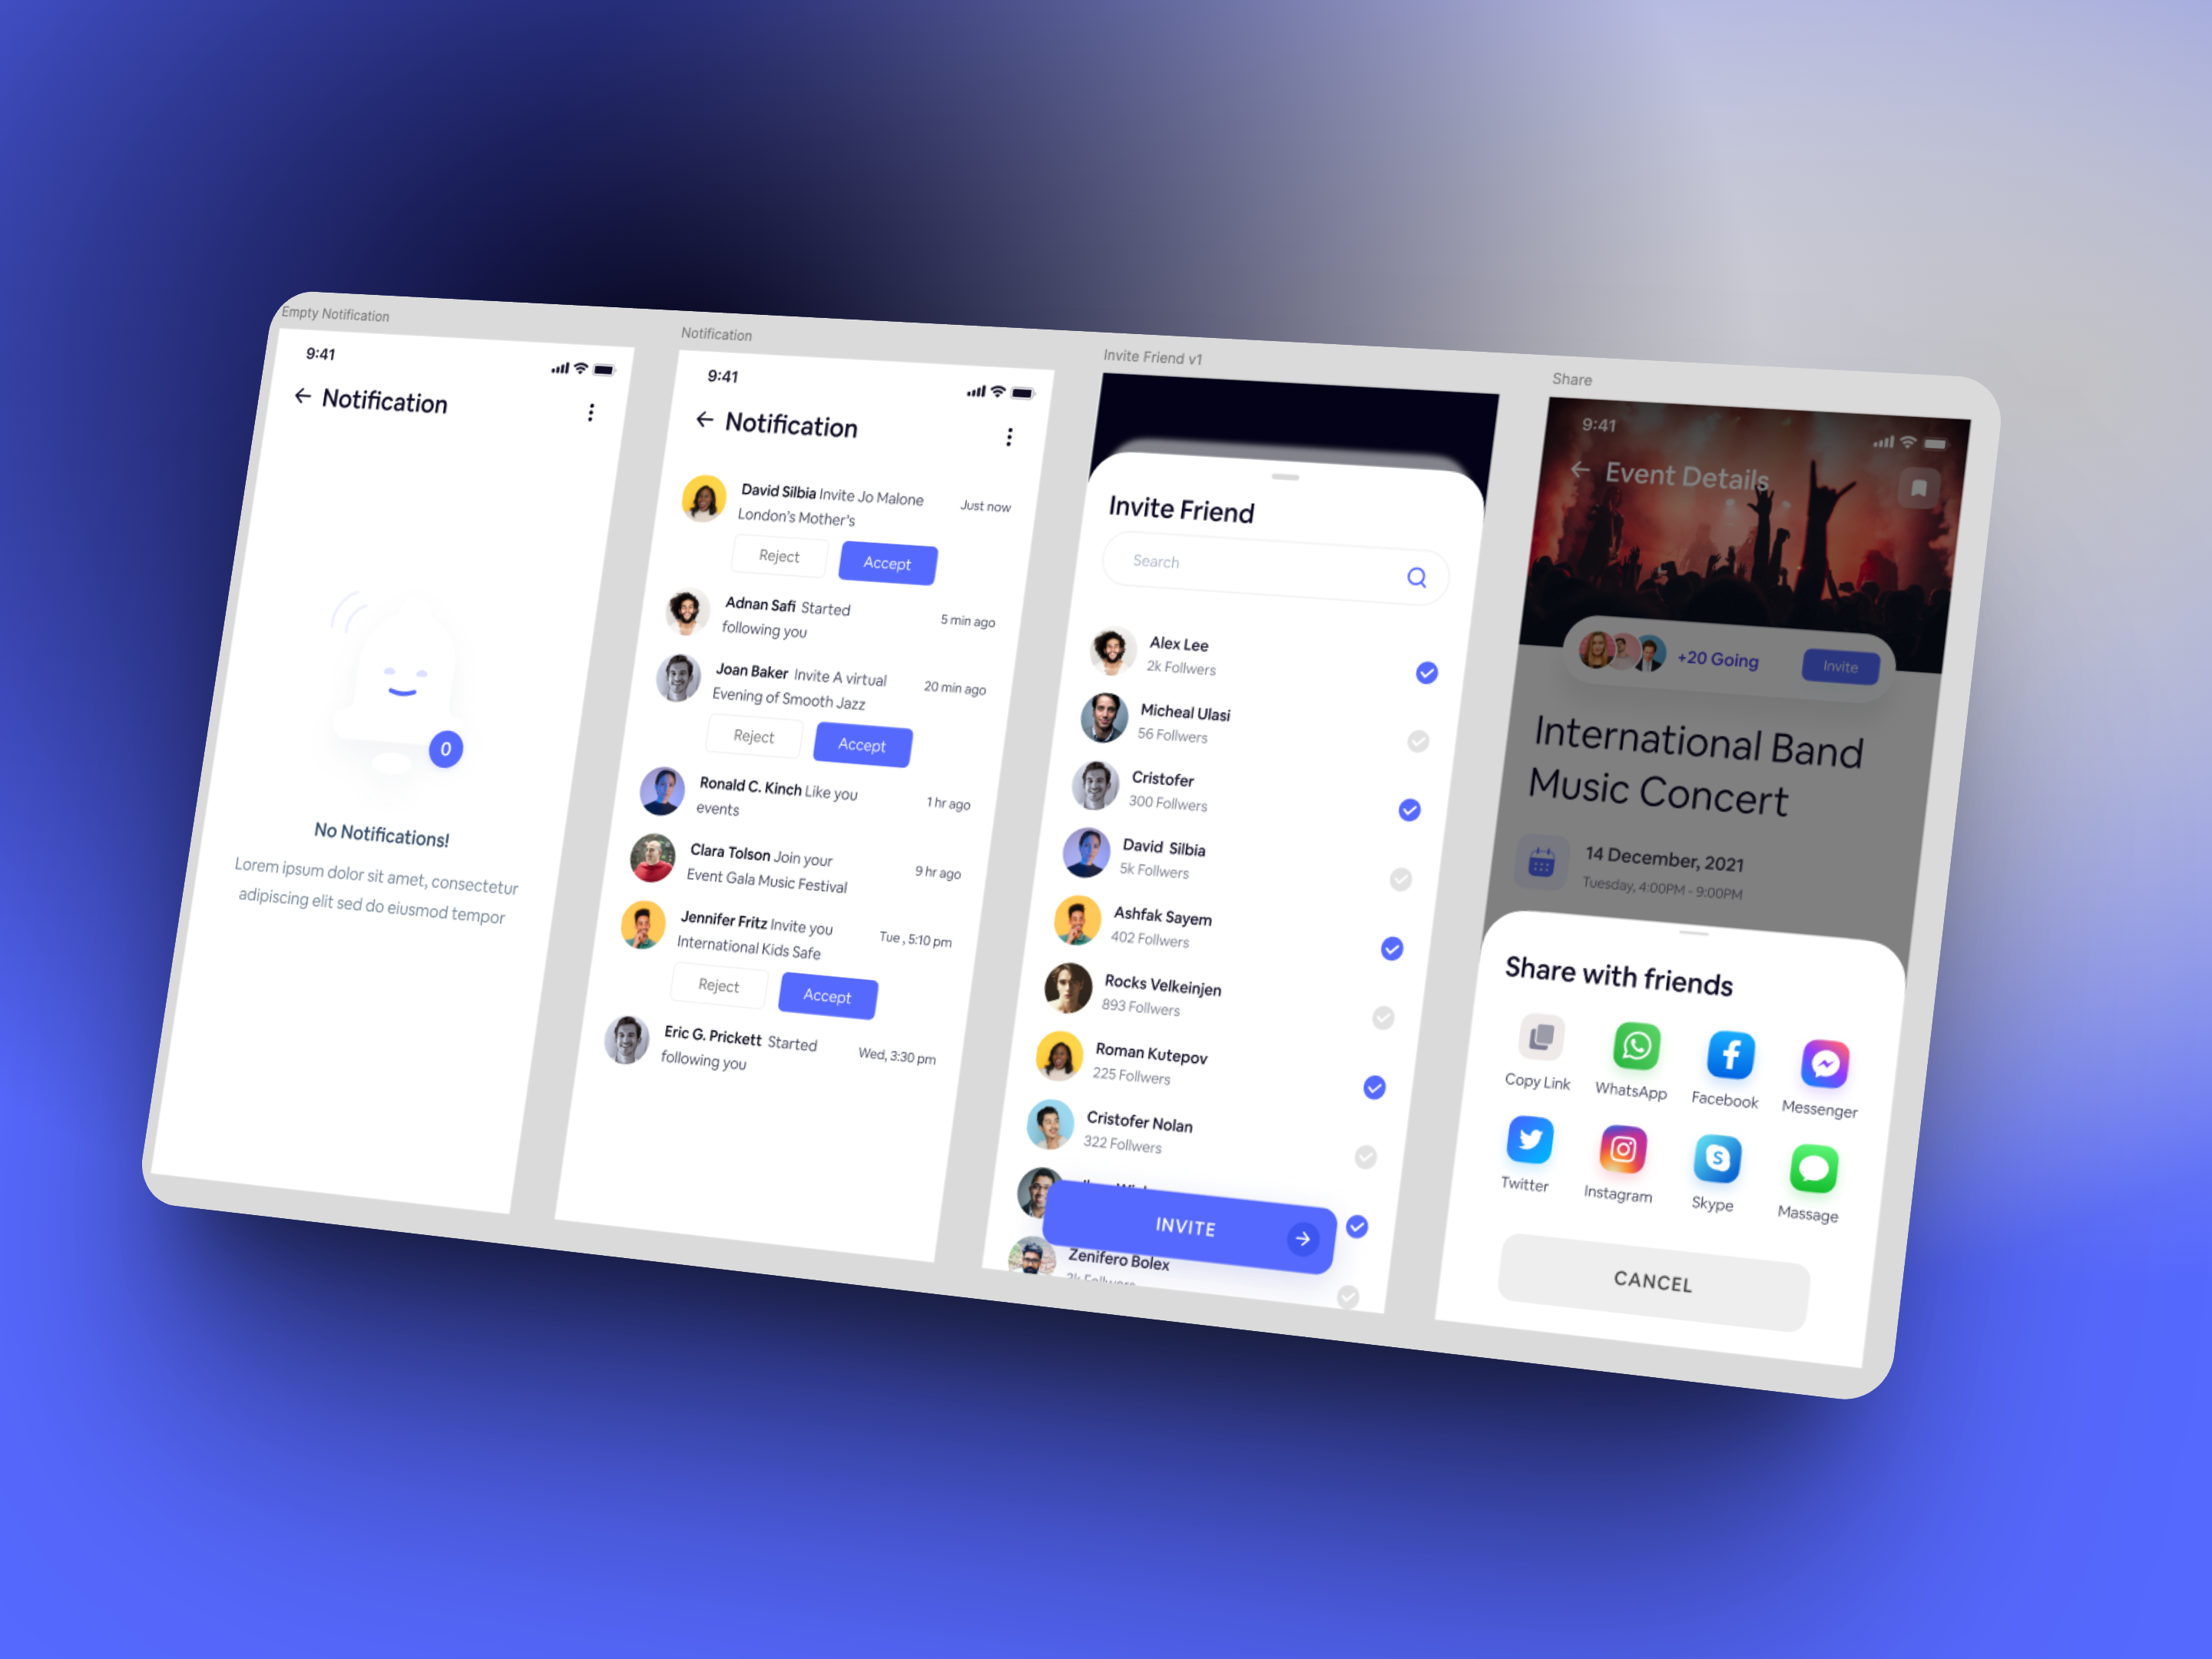 Empty Notification
9:41
Notification
0
No Notifications!
Lorem ipsum dolor sit amet, consectetur
adipiscing elit sed do eiusmod tempor
Notification
9:41
Notification
David Silbia Invite Jo Malone
London's Mother's
Just now
Reject
Accept
Adnan Safi Started
following you
5 min ago
Joan Baker Invite A virtual
Evening of Smooth Jazz
20 min ago
Reject
Accept
Ronald C. Kinch Like you
events
1 hr ago
Clara Tolson Join your
Event Gala Music Festival
9 hr ago
Jennifer Fritz Invite you
International Kids Safe
Tue , 5:10 pm
Reject
Accept
Eric G. Prickett Started
following you
Wed, 3:30 pm
Invite Friend v1
Invite Friend
Search
Alex Lee
2k Follwers
Micheal Ulasi
56 Follwers
Cristofer
300 Follwers
David Silbia
5k Follwers
Ashfak Sayem
402 Follwers
Rocks Velkeinjen
893 Follwers
Roman Kutepov
225 Follwers
Cristofer Nolan
322 Follwers
INVITE
Zenifero Bolex
Share
9:41
Event Details
+20 Going
Invite
International Band
Music Concert
14 December, 2021
Tuesday, 4:00PM - 9:00PM
Share with friends
Copy Link
WhatsApp
Facebook
Messenger
Twitter
Instagram
Skype
Massage
CANCEL